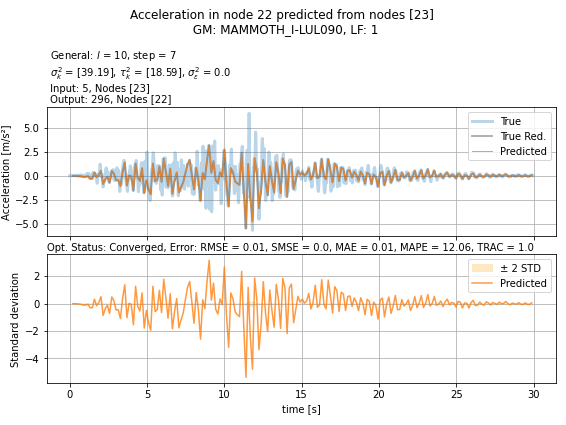 Acceleration in node 22 predicted from nodes [23]
GM: MAMMOTH_I-LUL090, LF: 1
General: l = 10, step = 7
σ²ₖ = [39.19], τ²ₖ = [18.59], σ²ε = 0.0
Input: 5, Nodes [23]
Output: 296, Nodes [22]
Acceleration [m/s²]
5.0
2.5
0.0
−2.5
−5.0
True
True Red.
Predicted
Opt. Status: Converged, Error: RMSE = 0.01, SMSE = 0.0, MAE = 0.01, MAPE = 12.06, TRAC = 1.0
Standard deviation
2
0
−2
−4
± 2 STD
Predicted
0 5 10 15 20 25 30
time [s]